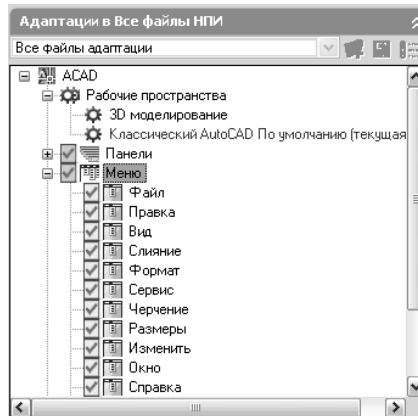 Адаптации в Все файлы НПИ
Все файлы адаптации
ACAD
Рабочие пространства
3D моделирование
Классический AutoCAD По умолчанию (текущая
Панели
Меню
Файл
Правка
Вид
Слияние
Формат
Сервис
Черчение
Размеры
Изменить
Окно
Справка